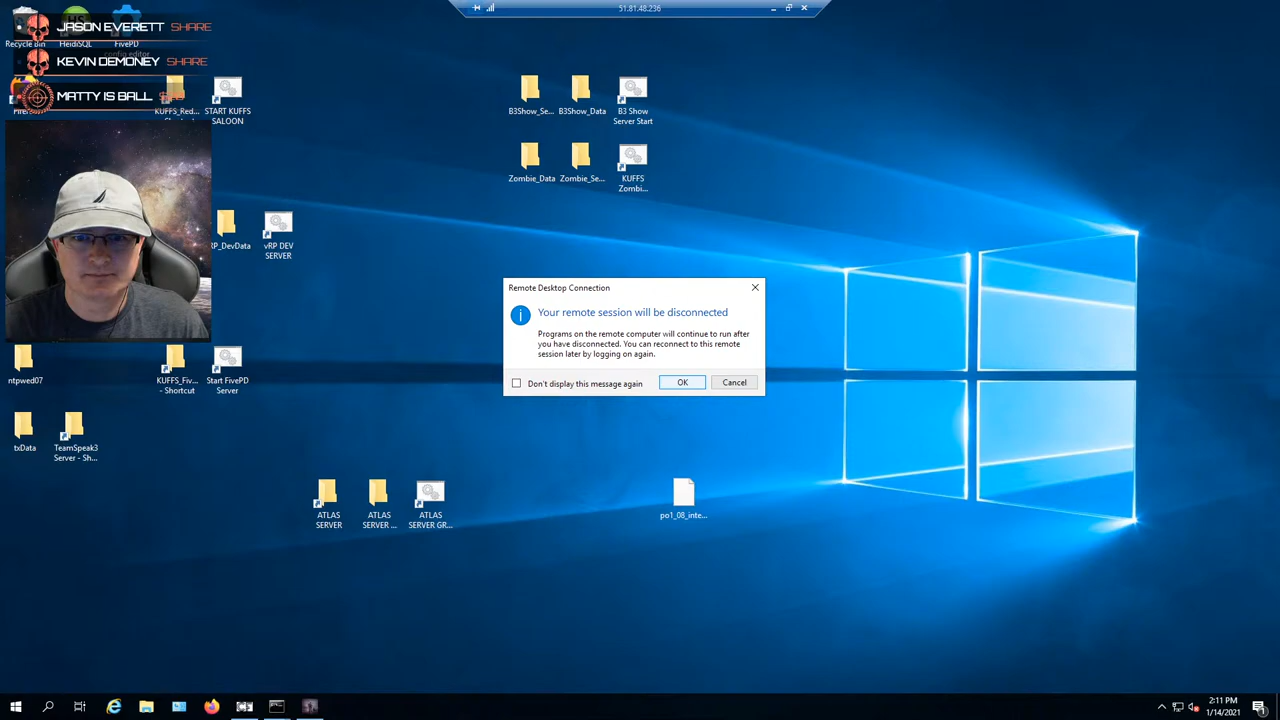 51.81.48.236
JASON EVERETT SHARE
KEVIN DEMONEY SHARE
MATTY IS BALL
Recycle Bin
HeidiSQL
FivePD
config editor
KUFFS_Red...
- Shortcut
START KUFFS
SALOON
B3Show_Se...
B3Show_Data
B3 Show
Server Start
Zombie_Data
Zombie_Se...
KUFFS
Zombi...
RP_DevData
vRP DEV
SERVER
Remote Desktop Connection
Your remote session will be disconnected
Programs on the remote computer will continue to run after
you have disconnected. You can reconnect to this remote
session later by logging on again.
Don't display this message again
OK
Cancel
ntpwed07
KUFFS_Fiv...
- Shortcut
Start FivePD
Server
txData
TeamSpeak3
Server - Sh...
ATLAS
SERVER
ATLAS
SERVER ...
ATLAS
SERVER GR...
po1_08_inte...
2:11 PM
1/14/2021